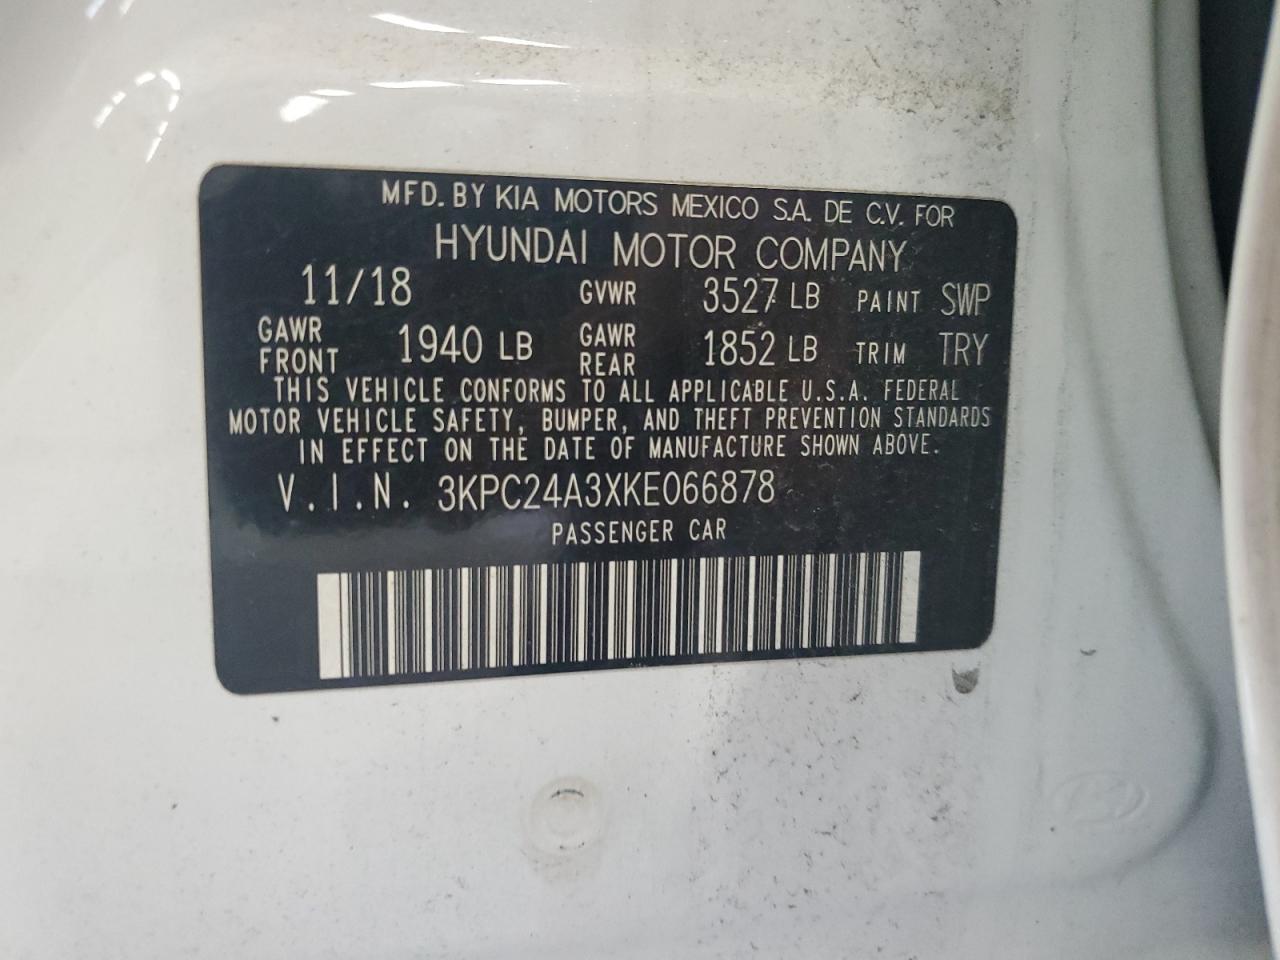 MFD. BY KIA MOTORS MEXICO S.A. DE C.V. FOR
HYUNDAI MOTOR COMPANY
11/18 GVWR 3527 LB PAINT SWP
GAWR FRONT 1940 LB GAWR REAR 1852 LB TRIM TRY
THIS VEHICLE CONFORMS TO ALL APPLICABLE U.S.A. FEDERAL
MOTOR VEHICLE SAFETY, BUMPER, AND THEFT PREVENTION STANDARDS
IN EFFECT ON THE DATE OF MANUFACTURE SHOWN ABOVE.
V.I.N. 3KPC24A3XKE066878
PASSENGER CAR